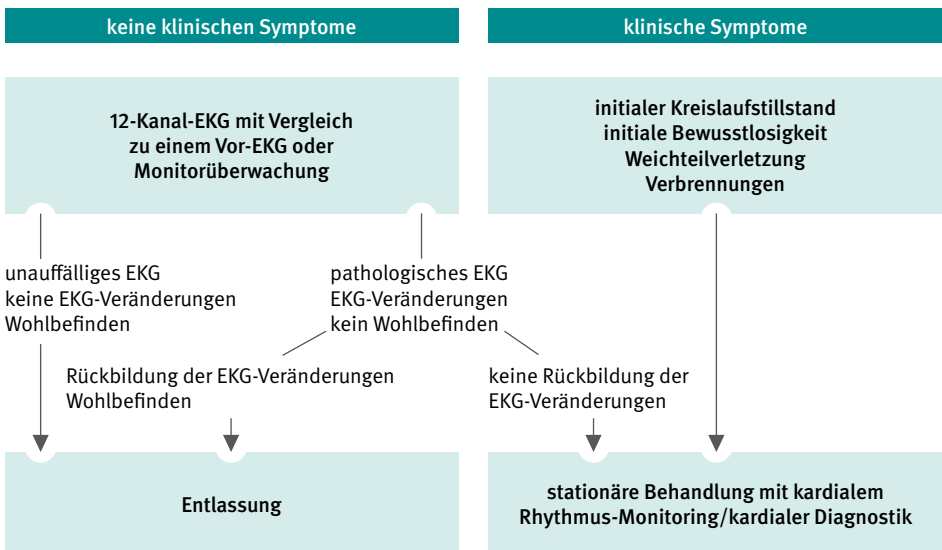 keine klinischen Symptome
klinische Symptome
12-Kanal-EKG mit Vergleich
zu einem Vor-EKG oder
Monitorüberwachung
initialer Kreislaufstillstand
initiale Bewusstlosigkeit
Weichteilverletzung
Verbrennungen
unauffälliges EKG
keine EKG-Veränderungen
Wohlbefinden
pathologisches EKG
EKG-Veränderungen
kein Wohlbefinden
Rückbildung der EKG-Veränderungen
Wohlbefinden
keine Rückbildung der
EKG-Veränderungen
Entlassung
stationäre Behandlung mit kardialem
Rhythmus-Monitoring/kardialer Diagnostik